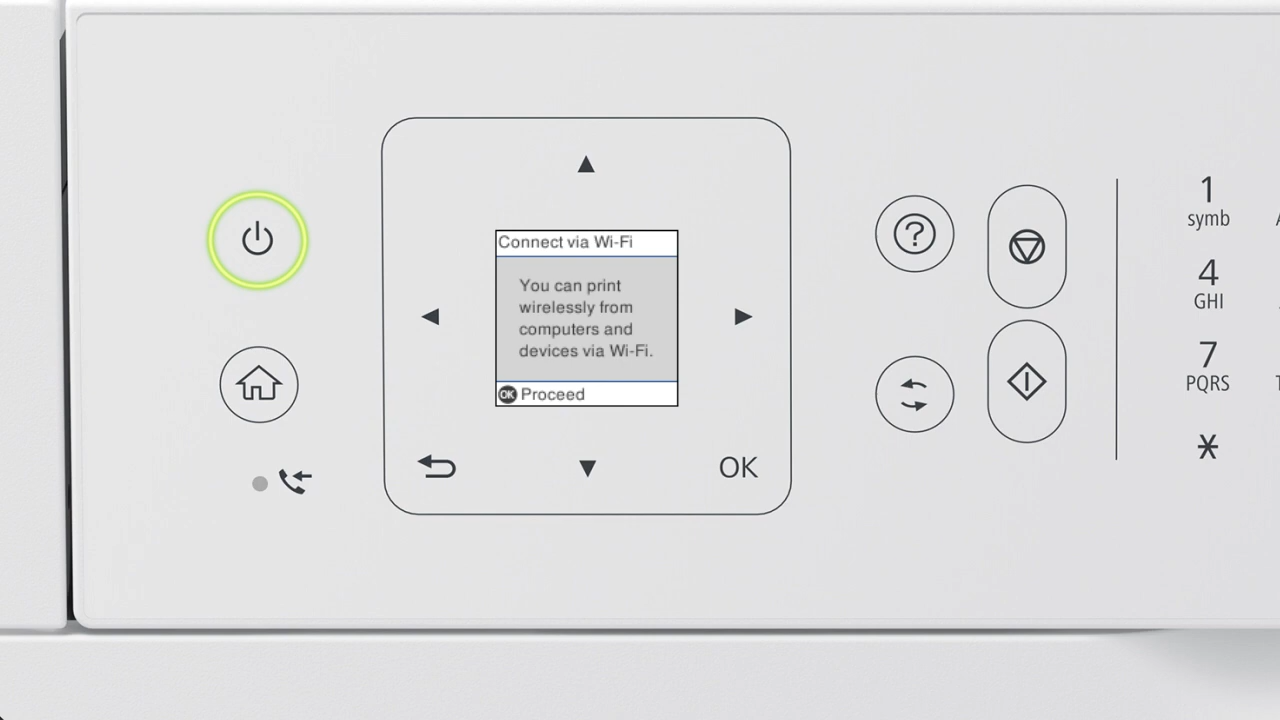 Connect via Wi-Fi
You can print
wirelessly from
computers and
devices via Wi-Fi.
OK Proceed
OK
1
symb
4
GHI
7
PQRS